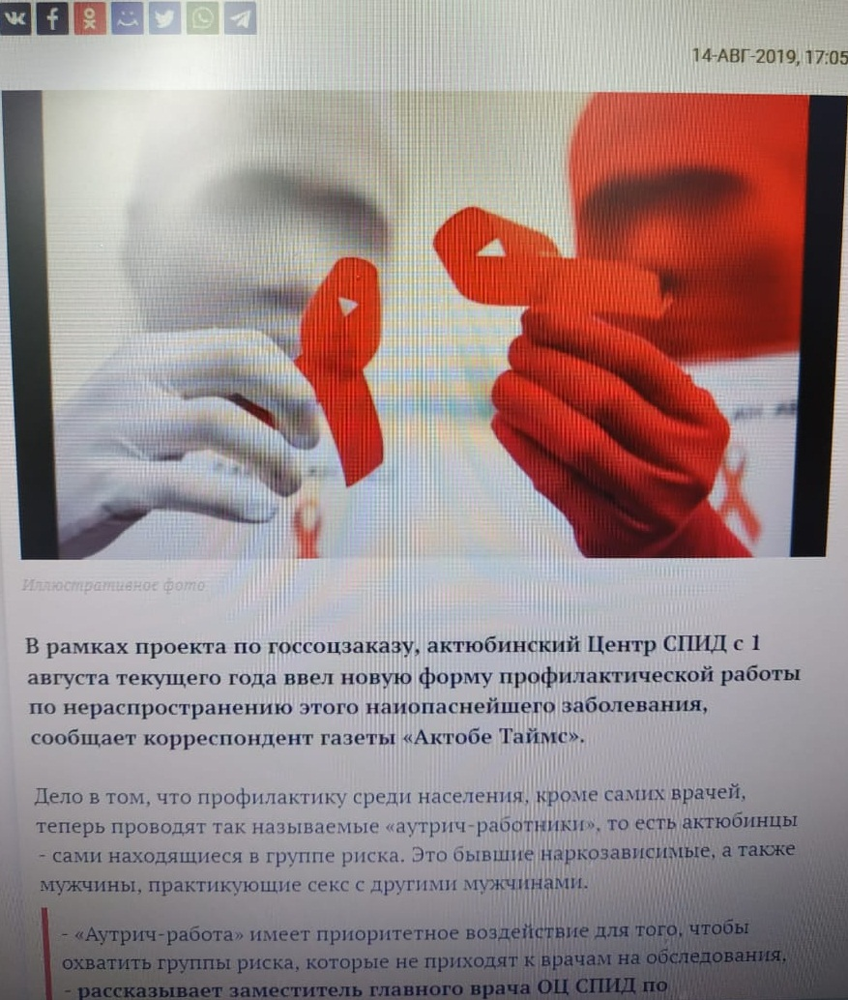 14-АВГ-2019, 17:05
Иллюстративное фото
В рамках проекта по госсоцзаказу, актюбинский Центр СПИД с 1
августа текущего года ввел новую форму профилактической работы
по нераспространению этого наиопаснейшего заболевания,
сообщает корреспондент газеты «Актобе Таймс».
Дело в том, что профилактику среди населения, кроме самих врачей,
теперь проводят так называемые «аутрич-работники», то есть актюбинцы
- сами находящиеся в группе риска. Это бывшие наркозависимые, а также
мужчины, практикующие секс с другими мужчинами.
- «Аутрич-работа» имеет приоритетное воздействие для того, чтобы
охватить группы риска, которые не приходят к врачам на обследования,
- рассказывает заместитель главного врача ОЦ СПИД по